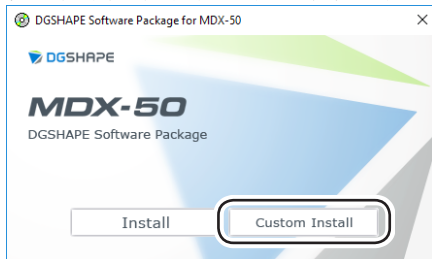 DGSHAPE Software Package for MDX-50
DGSHAPE
MDX-50
DGSHAPE Software Package
Install
Custom Install